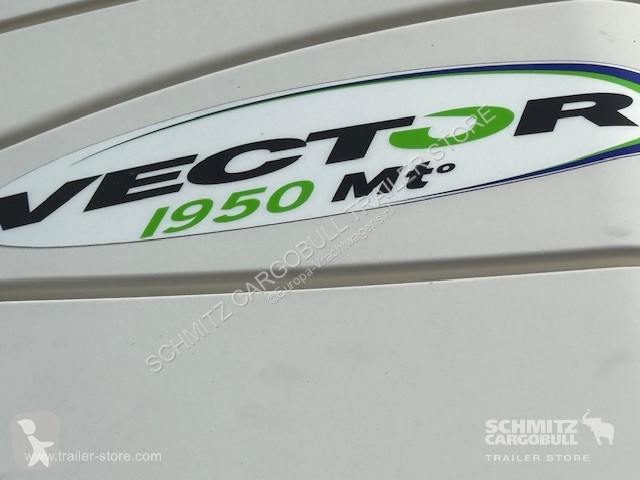 VECTOR
1950 Mt°
SCHMITZ CARGOBULL TRAILER STORE
SCHMITZ
CARGOBULL
TRAILER STORE
www.trailer-store.com